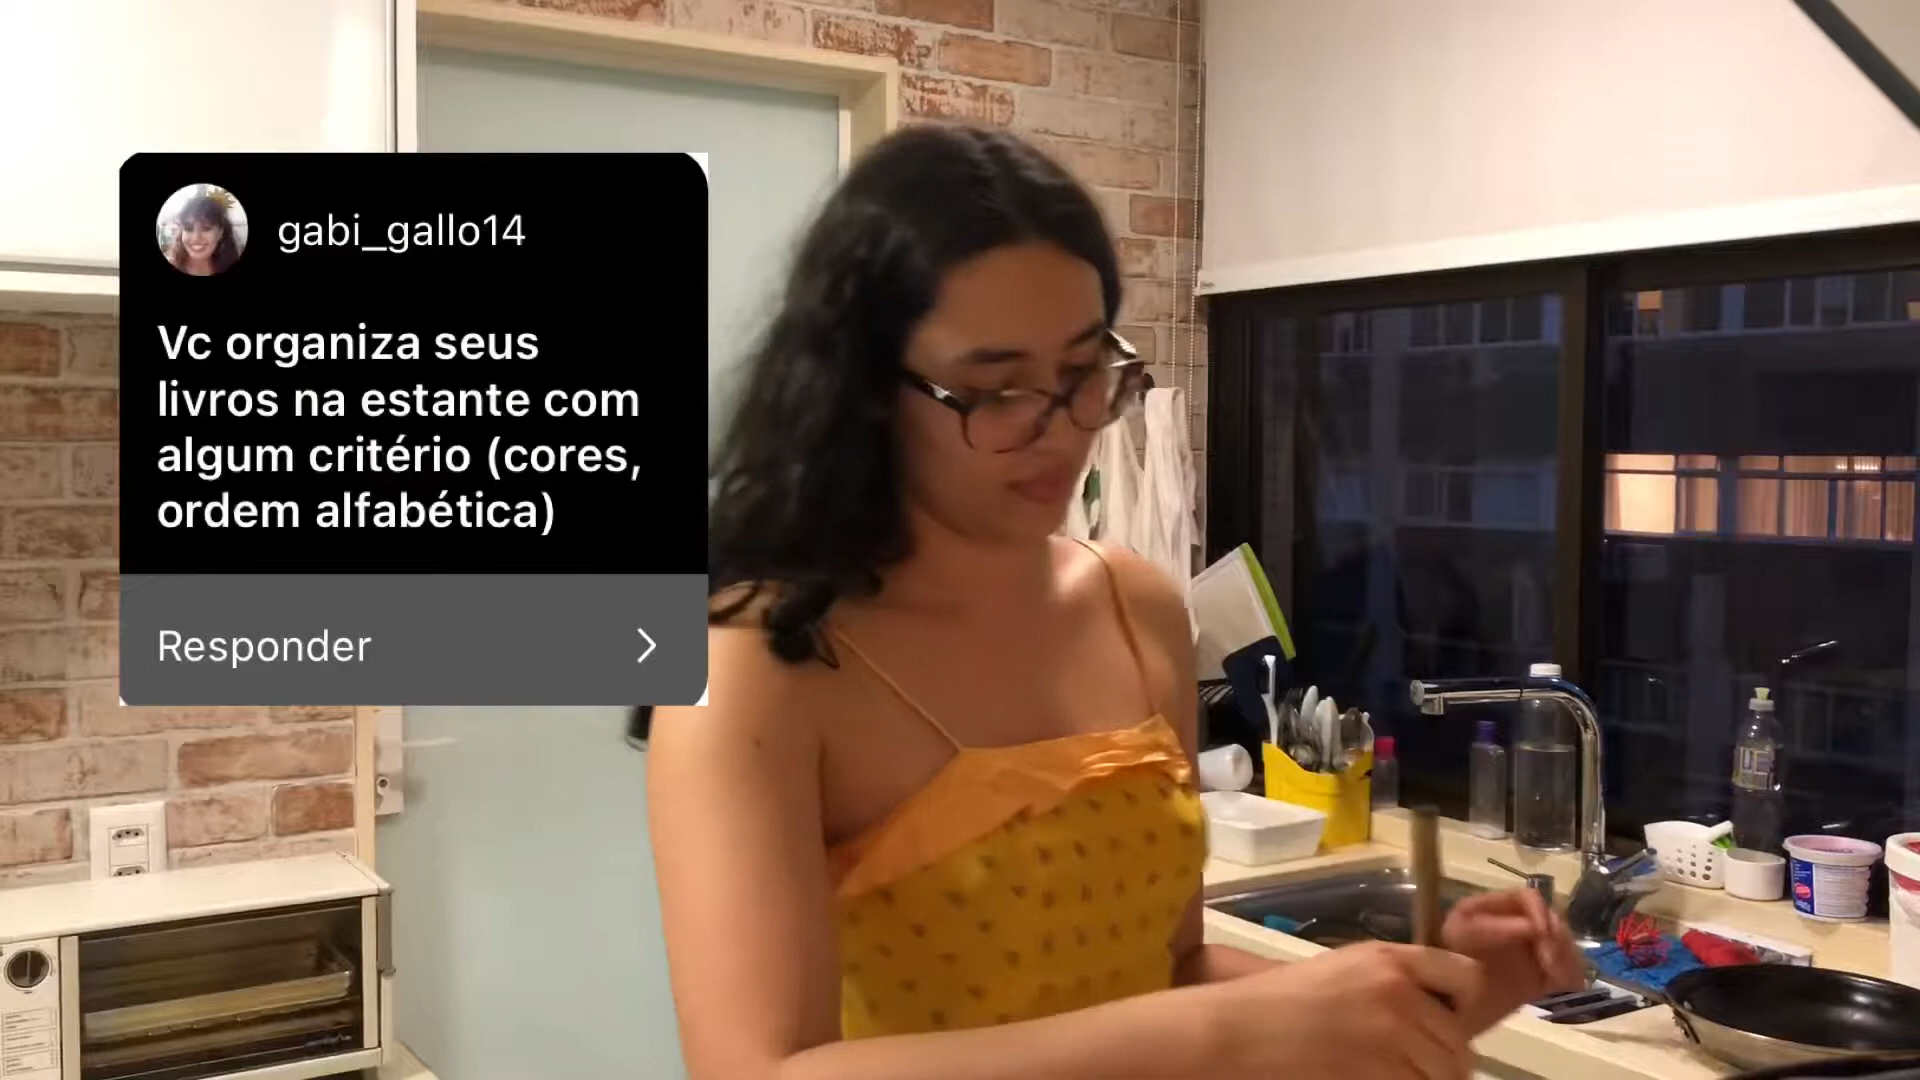 gabi_gallo14
Vc organiza seus
livros na estante com
algum critério (cores,
ordem alfabética)
Responder